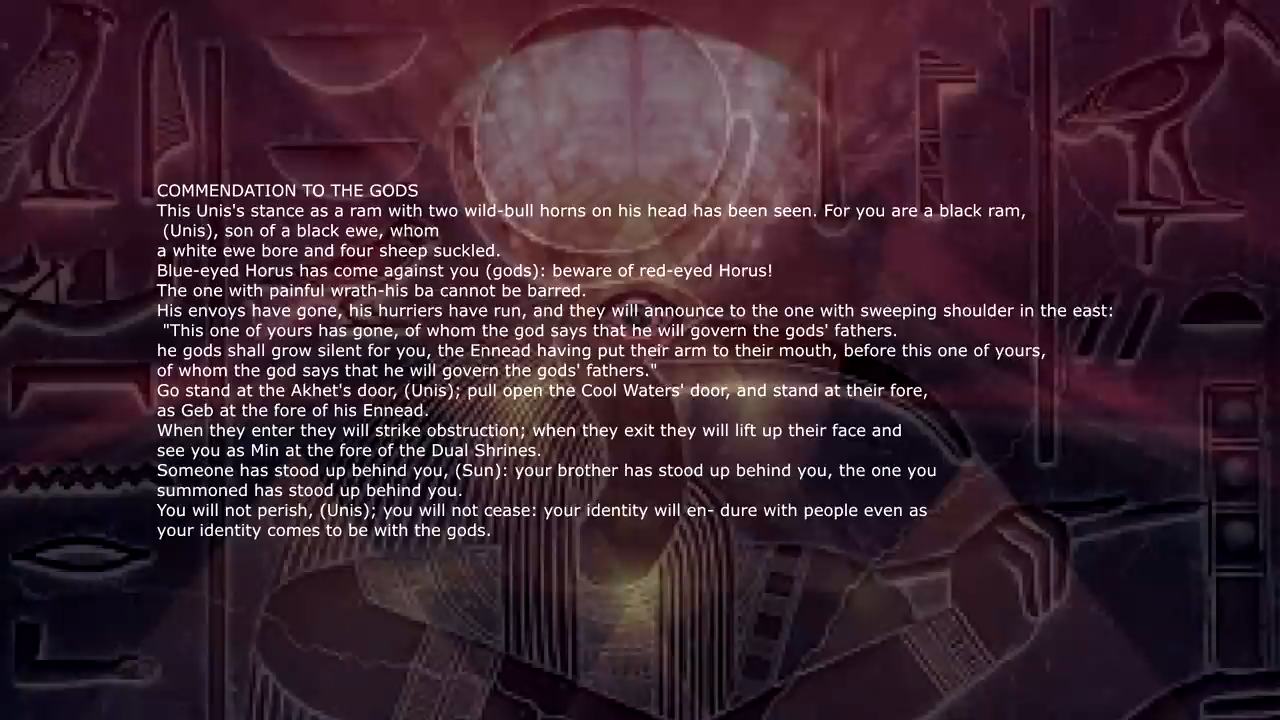 COMMENDATION TO THE GODS
This Unis's stance as a ram with two wild-bull horns on his head has been seen. For you are a black ram,
(Unis), son of a black ewe, whom
a white ewe bore and four sheep suckled.
Blue-eyed Horus has come against you (gods): beware of red-eyed Horus!
The one with painful wrath-his ba cannot be barred.
His envoys have gone, his hurriers have run, and they will announce to the one with sweeping shoulder in the east:
"This one of yours has gone, of whom the god says that he will govern the gods' fathers.
he gods shall grow silent for you, the Ennead having put their arm to their mouth, before this one of yours,
of whom the god says that he will govern the gods' fathers."
Go stand at the Akhet's door, (Unis); pull open the Cool Waters' door, and stand at their fore,
as Geb at the fore of his Ennead.
When they enter they will strike obstruction; when they exit they will lift up their face and
see you as Min at the fore of the Dual Shrines.
Someone has stood up behind you, (Sun): your brother has stood up behind you, the one you
summoned has stood up behind you.
You will not perish, (Unis); you will not cease: your identity will en- dure with people even as
your identity comes to be with the gods.